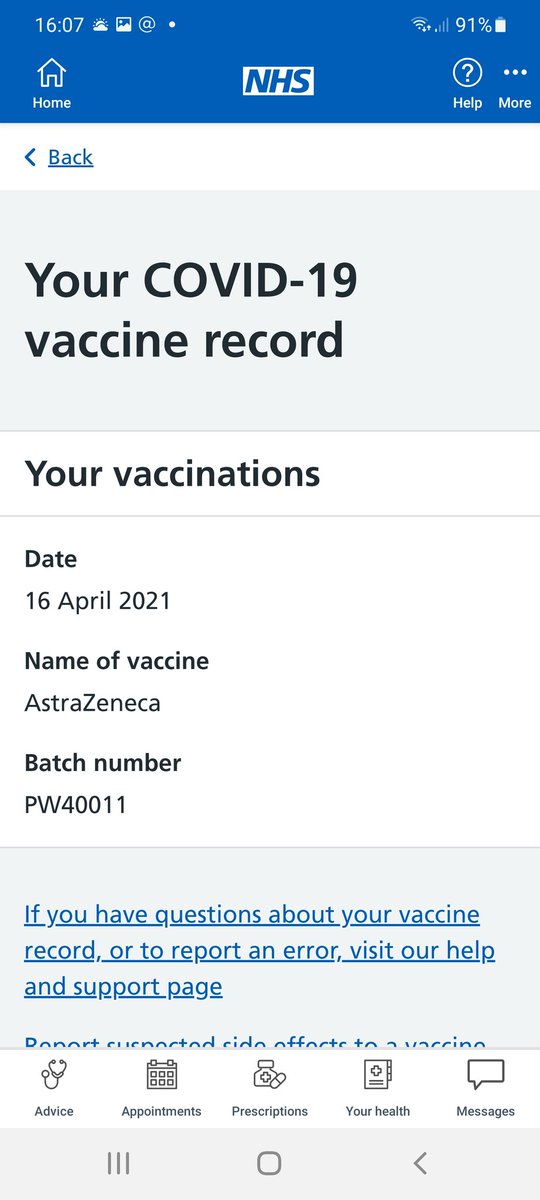 16:07 @ 91%
NHS
Home Help More
Back
Your COVID-19
vaccine record
Your vaccinations
Date
16 April 2021
Name of vaccine
AstraZeneca
Batch number
PW40011
If you have questions about your vaccine
record, or to report an error, visit our help
and support page
Report suspected side effects to a vaccine
Advice Appointments Prescriptions Your health Messages